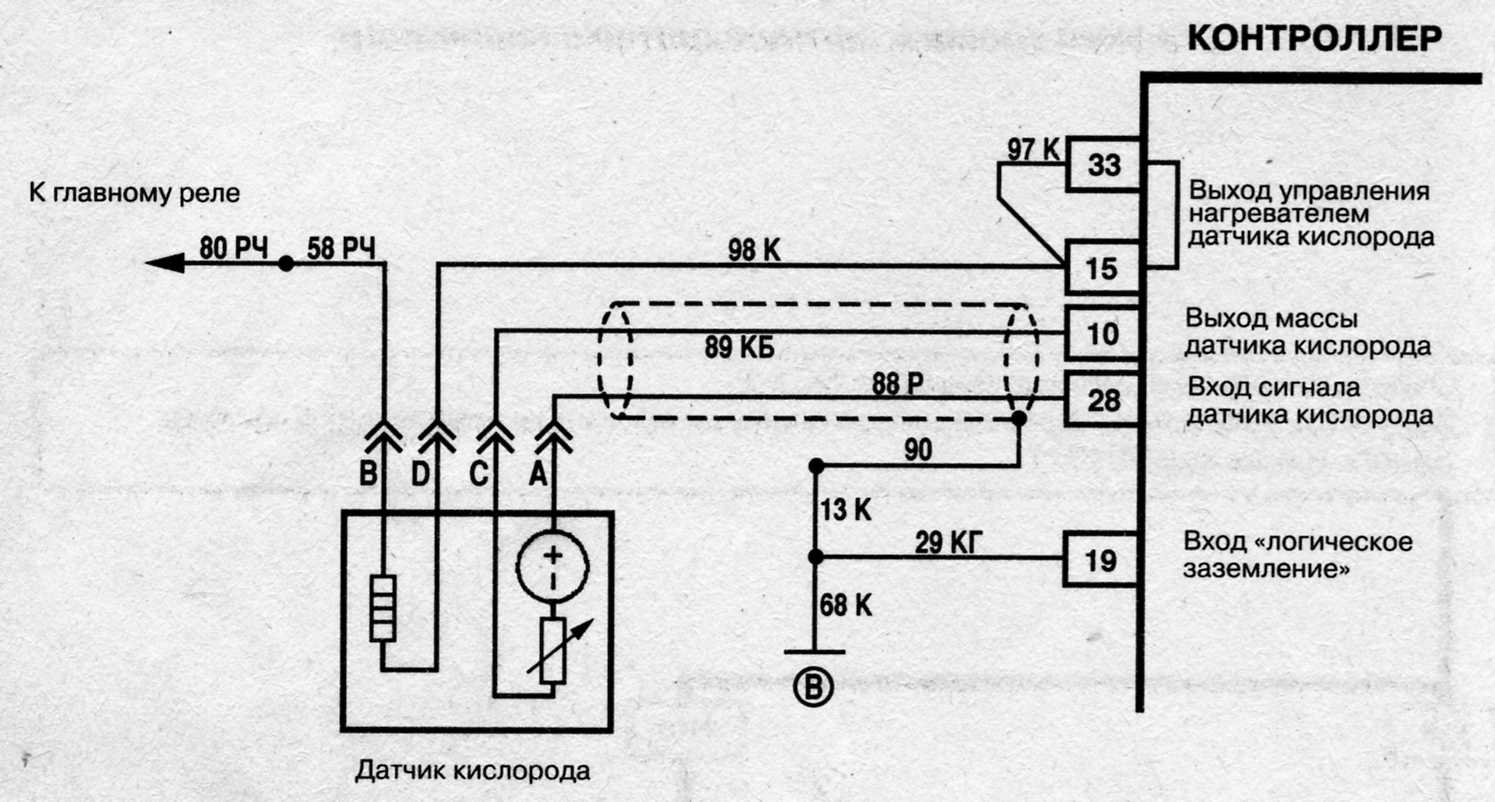 КОНТРОЛЛЕР
97 К
33
К главному реле
Выход управления
нагревателем
датчика кислорода
80 РЧ
58 РЧ
98 К
15
10
Выход массы
датчика кислорода
89 КБ
88 Р
28
Вход сигнала
датчика кислорода
B
D
C
A
90
13 К
29 КГ
19
Вход «логическое
заземление»
68 К
B
Датчик кислорода